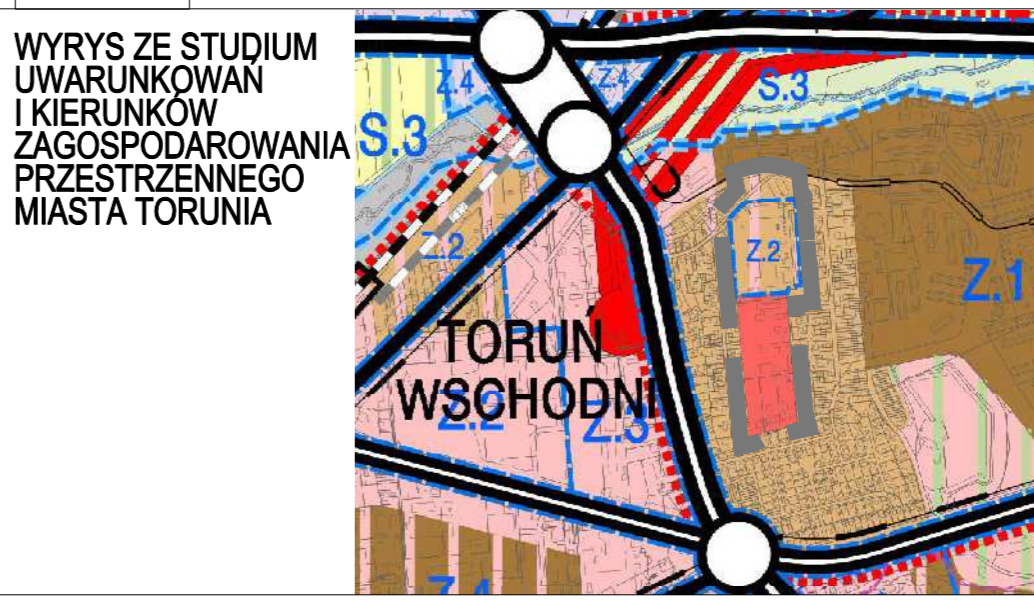 WYRYS ZE STUDIUM
UWARUNKOWAŃ
I KIERUNKÓW
ZAGOSPODAROWANIA
PRZESTRZENNEGO
MIASTA TORUNIA
Z.4
Z.4
S.3
S.3
Z.2
Z.2
Z.1
TORUŃ
WSCHODNI
Z.2
Z.3
Z.4